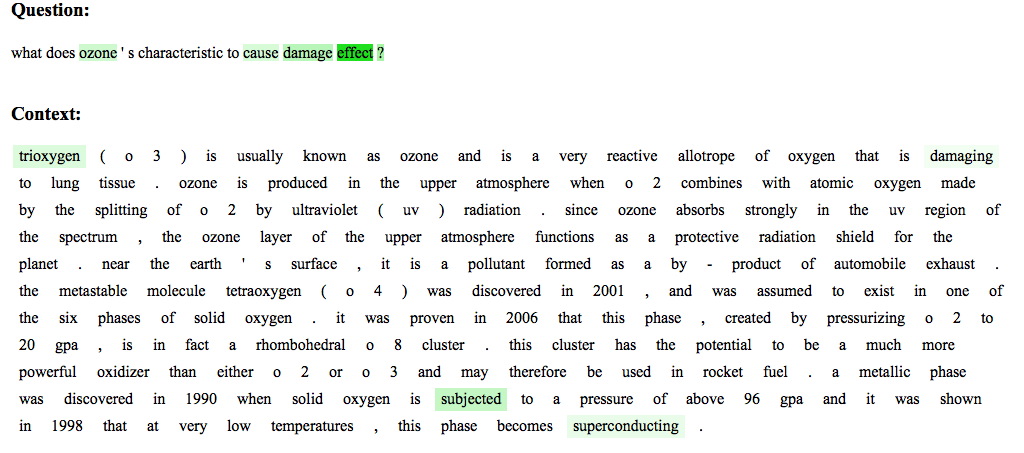 Question:
what does ozone ' s characteristic to cause damage effect ?
Context:
trioxygen ( o 3 ) is usually known as ozone and is a very reactive allotrope of oxygen that is damaging
to lung tissue . ozone is produced in the upper atmosphere when o 2 combines with atomic oxygen made
by the splitting of o 2 by ultraviolet ( uv ) radiation . since ozone absorbs strongly in the uv region of
the spectrum , the ozone layer of the upper atmosphere functions as a protective radiation shield for the
planet . near the earth ' s surface , it is a pollutant formed as a by - product of automobile exhaust .
the metastable molecule tetraoxygen ( o 4 ) was discovered in 2001 , and was assumed to exist in one of
the six phases of solid oxygen . it was proven in 2006 that this phase , created by pressurizing o 2 to
20 gpa , is in fact a rhombohedral o 8 cluster . this cluster has the potential to be a much more
powerful oxidizer than either o 2 or o 3 and may therefore be used in rocket fuel . a metallic phase
was discovered in 1990 when solid oxygen is subjected to a pressure of above 96 gpa and it was shown
in 1998 that at very low temperatures , this phase becomes superconducting .